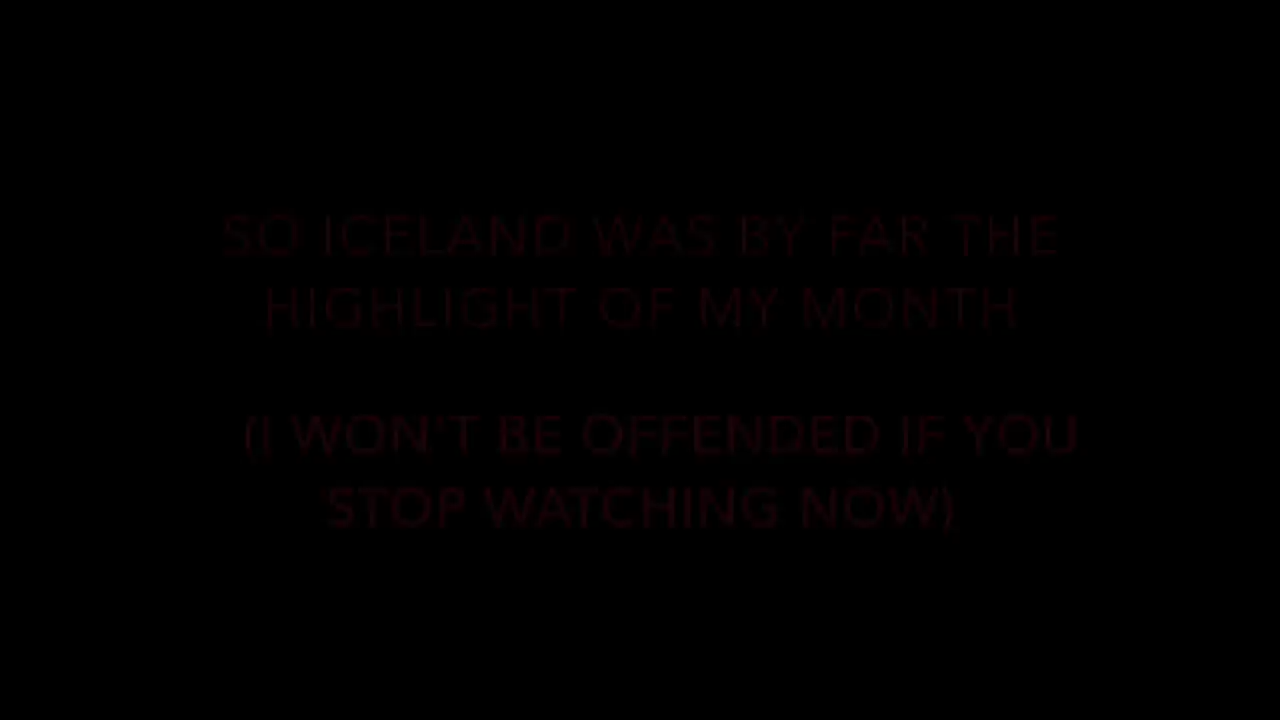 SO ICELAND WAS BY FAR THE
HIGHLIGHT OF MY MONTH
(I WON'T BE OFFENDED IF YOU
STOP WATCHING NOW)